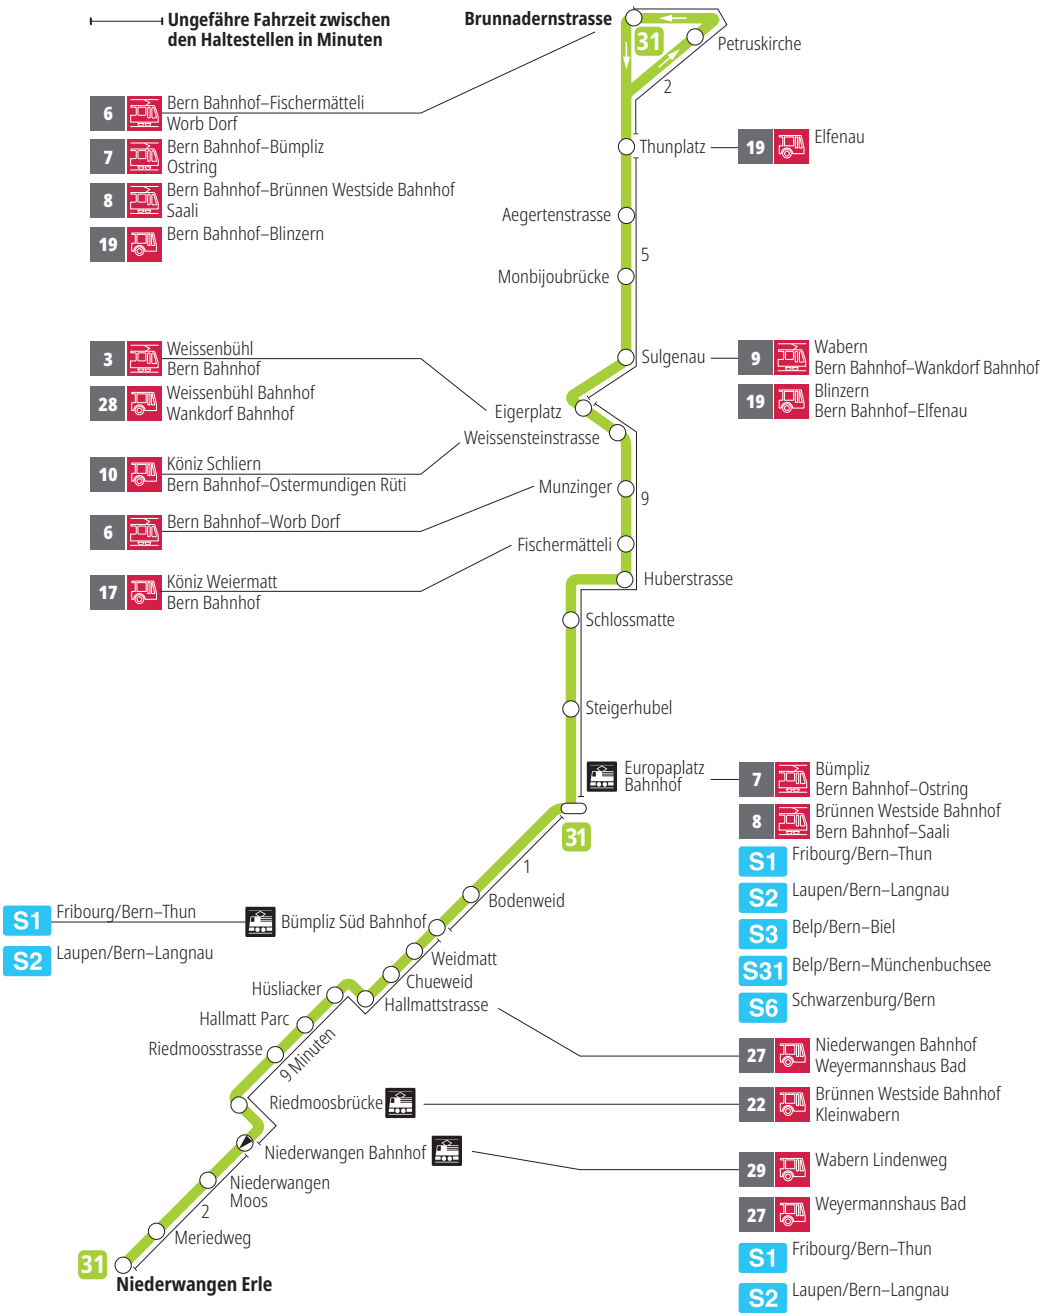 Ungefähre Fahrzeit zwischen
den Haltestellen in Minuten
Brunnadernstrasse
31
Petruskirche
2
6
Bern Bahnhof–Fischermätteli
Worb Dorf
7
Bern Bahnhof–Bümpliz
Ostring
8
Bern Bahnhof–Brünnen Westside Bahnhof
Saali
19
Bern Bahnhof–Blinzern
Thunplatz
19
Elfenau
Aegertenstrasse
5
Monbijoubrücke
3
Weissenbühl
Bern Bahnhof
28
Weissenbühl Bahnhof
Wankdorf Bahnhof
Sulgenau
9
Wabern
Bern Bahnhof–Wankdorf Bahnhof
19
Blinzern
Bern Bahnhof–Elfenau
Eigerplatz
Weissensteinstrasse
10
Köniz Schliern
Bern Bahnhof–Ostermundigen Rüti
Munzinger
9
6
Bern Bahnhof–Worb Dorf
Fischermätteli
17
Köniz Weiermatt
Bern Bahnhof
Huberstrasse
Schlossmatte
Steigerhubel
Europaplatz
Bahnhof
31
7
Bümpliz
Bern Bahnhof–Ostring
8
Brünnen Westside Bahnhof
Bern Bahnhof–Saali
S1
Fribourg/Bern–Thun
S2
Laupen/Bern–Langnau
S3
Belp/Bern–Biel
S31
Belp/Bern–Münchenbuchsee
S6
Schwarzenburg/Bern
1
Bodenweid
S1
Fribourg/Bern–Thun
S2
Laupen/Bern–Langnau
Bümpliz Süd Bahnhof
Weidmatt
Chueweid
Hallmattstrasse
Hüsliacker
Hallmatt Parc
Riedmoosstrasse
9 Minuten
27
Niederwangen Bahnhof
Weyermannshaus Bad
Riedmoosbrücke
22
Brünnen Westside Bahnhof
Kleinwabern
Niederwangen Bahnhof
29
Wabern Lindenweg
27
Weyermannshaus Bad
S1
Fribourg/Bern–Thun
S2
Laupen/Bern–Langnau
Niederwangen
Moos
2
Meriedweg
31
Niederwangen Erle